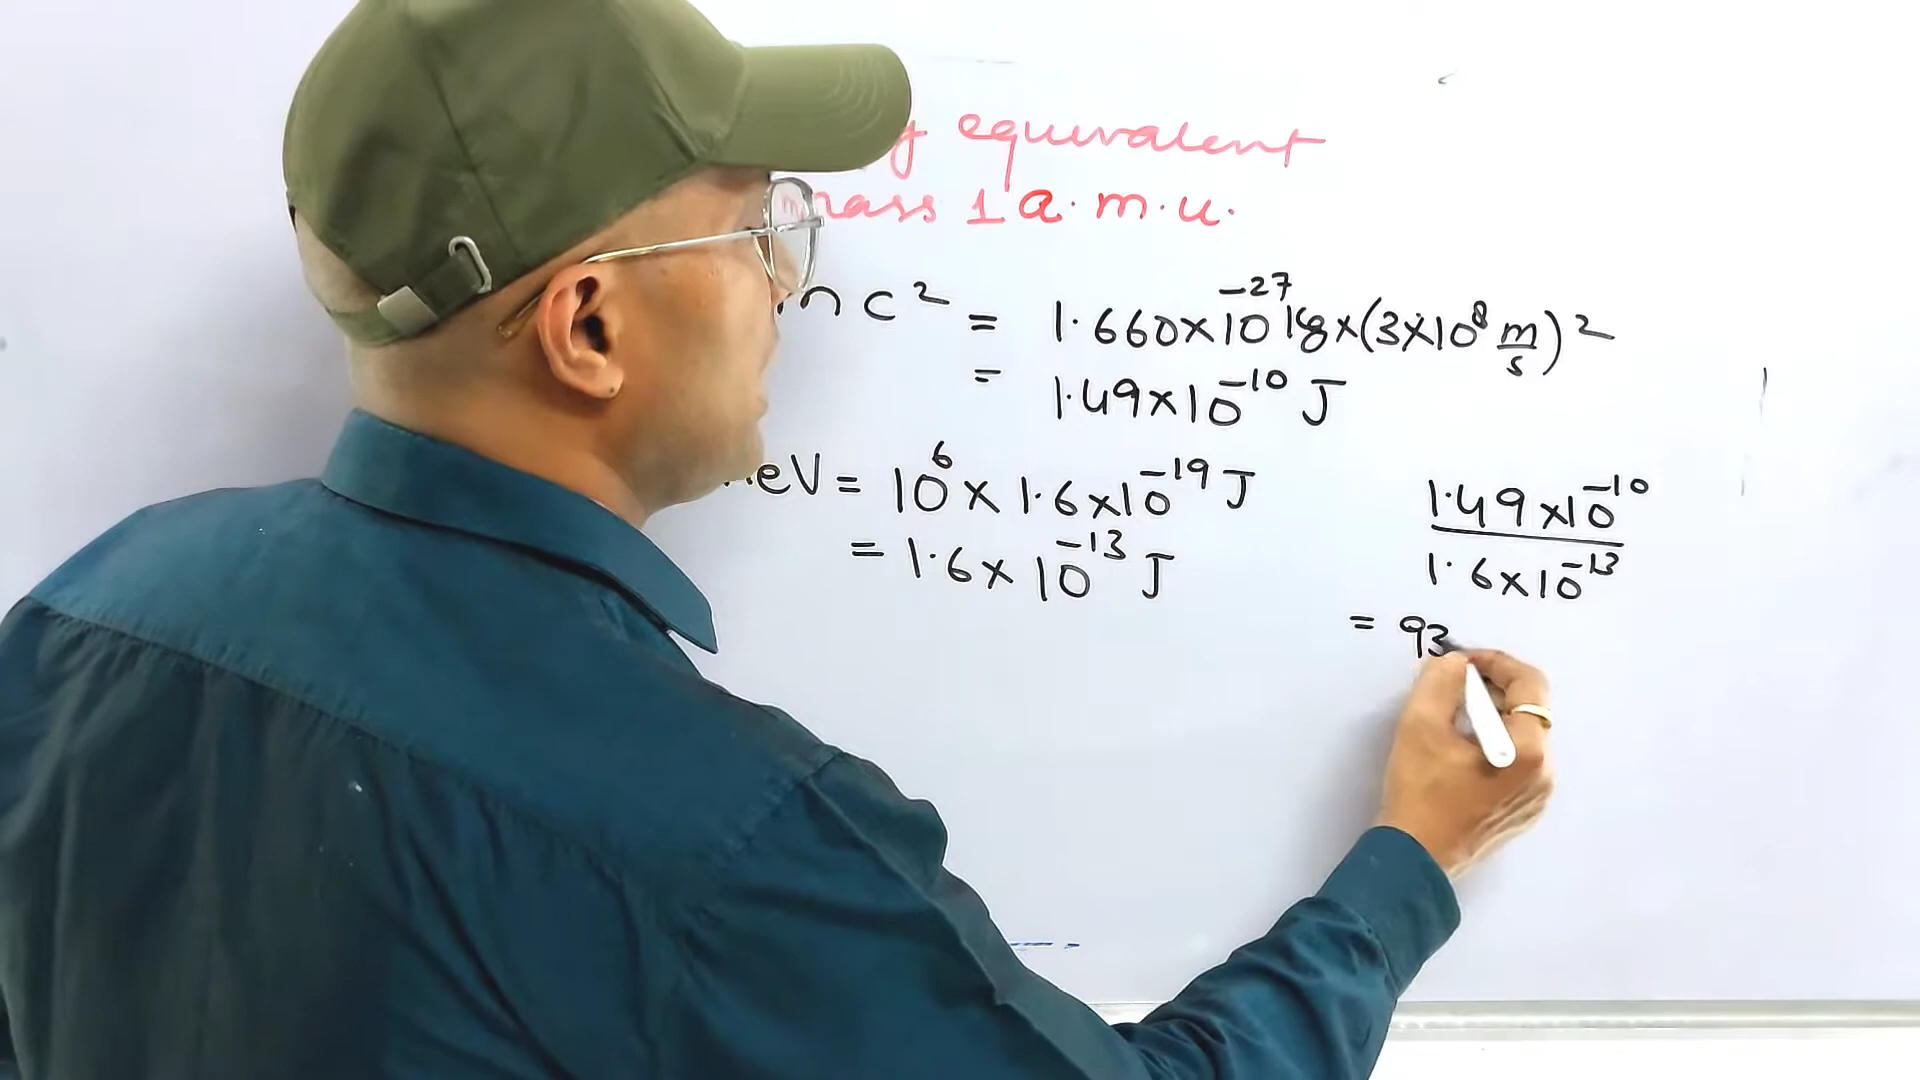 equivalent
mass 1 a.m.u.
mc² = 1.660×10⁻²⁷ kg×(3×10⁸ m/s)²
= 1.49×10⁻¹⁰ J
eV = 10⁶ × 1.6×10⁻¹⁹ J
= 1.6×10⁻¹³ J
1.49×10⁻¹⁰
1.6×10⁻¹³
= 93